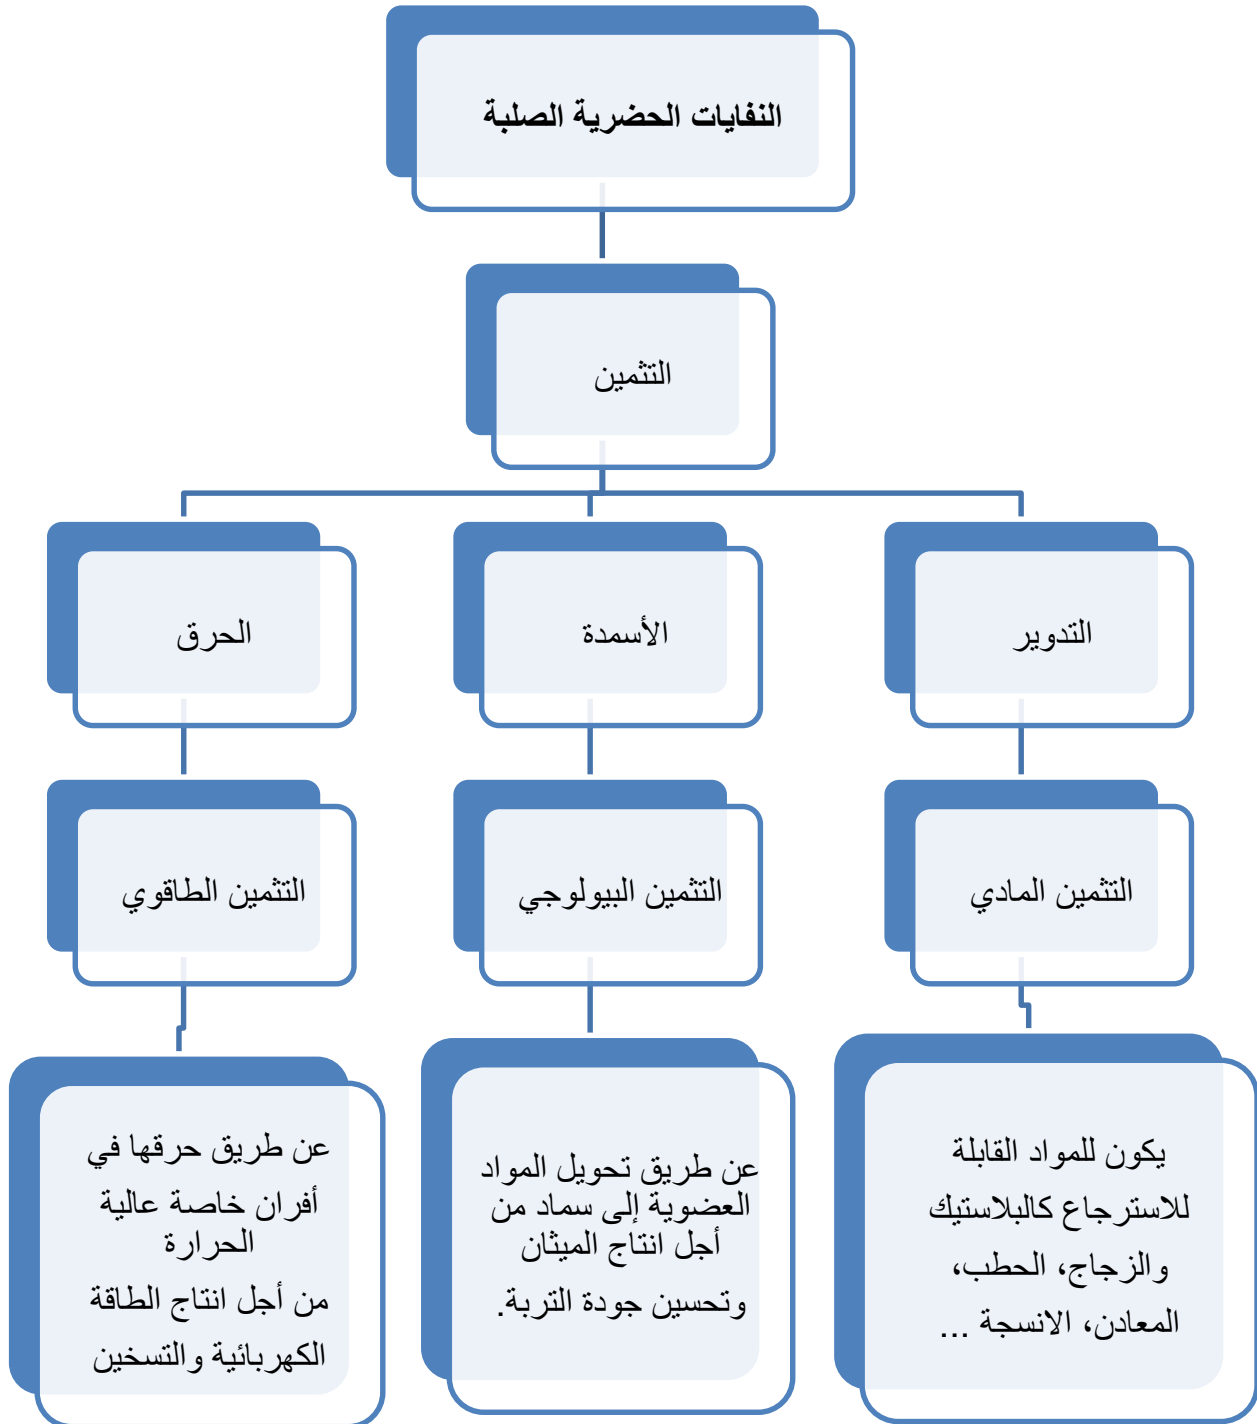 النفايات الحضرية الصلبة
التثمين
التدوير
الأسمدة
الحرق
التثمين المادي
التثمين البيولوجي
التثمين الطاقوي
يكون للمواد القابلة
للاسترجاع كالبلاستيك
والزجاج، الحطب،
المعادن، الانسجة ...
عن طريق تحويل المواد
العضوية إلى سماد من
أجل انتاج الميثان
وتحسين جودة التربة.
عن طريق حرقها في
أفران خاصة عالية
الحرارة
من أجل انتاج الطاقة
الكهربائية والتسخين